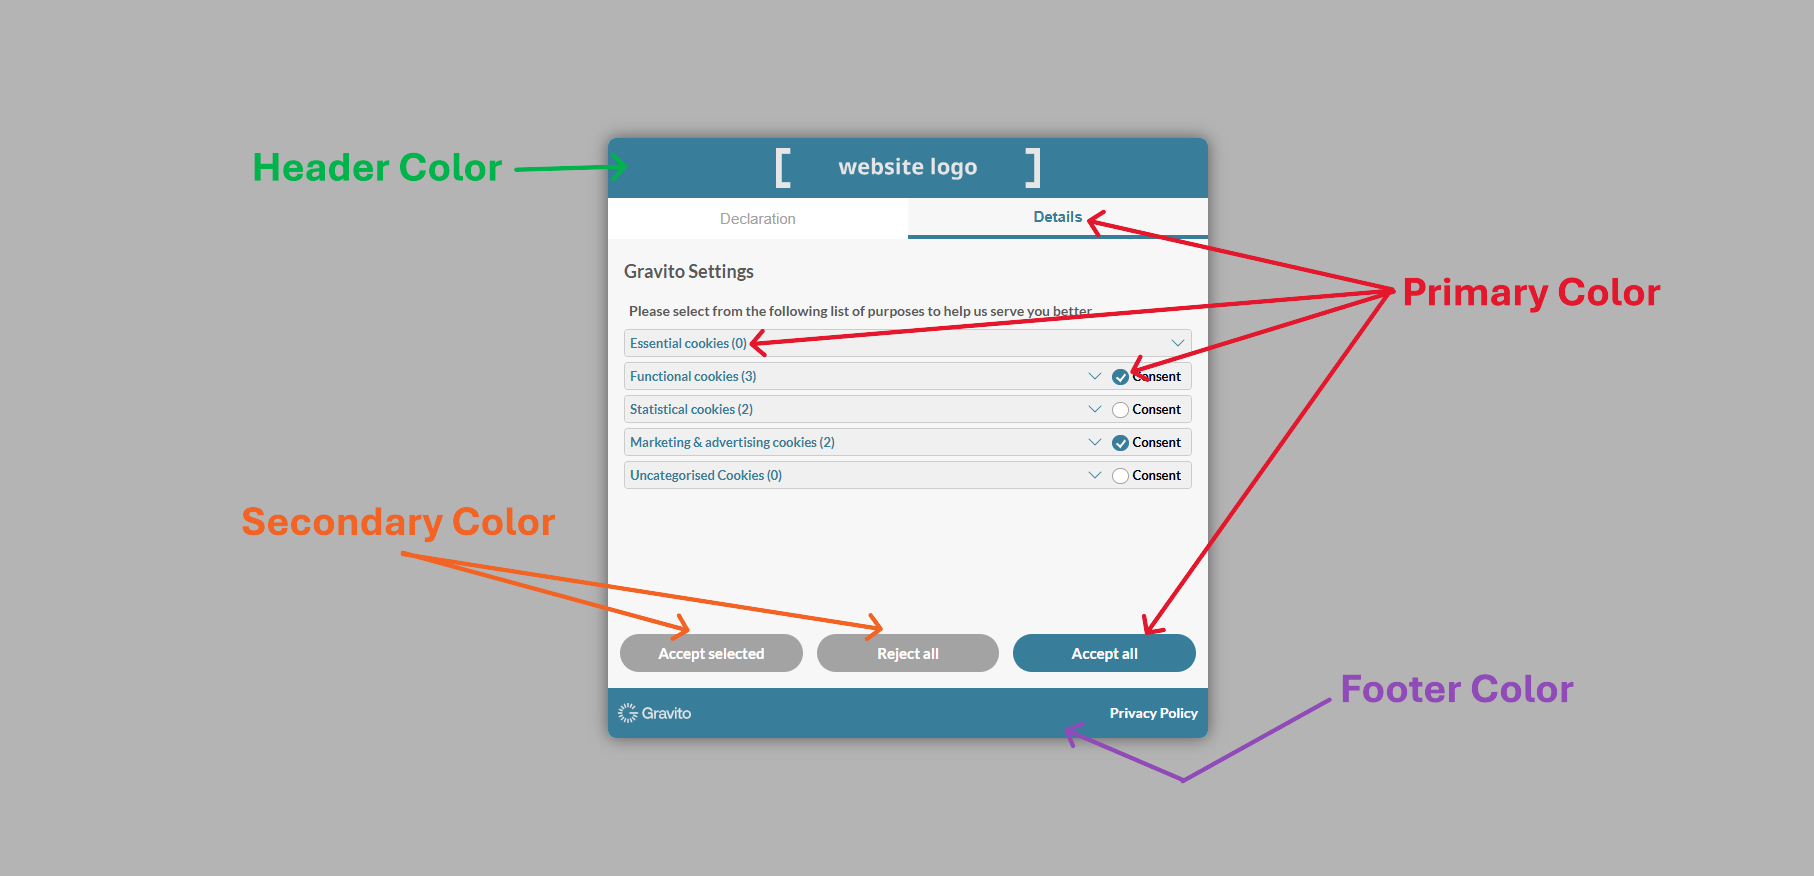 Header Color
[ website logo ]
Declaration
Details
Primary Color
Gravito Settings
Please select from the following list of purposes to help us serve you better
Essential cookies (0)
Functional cookies (3)
Consent
Statistical cookies (2)
Consent
Marketing & advertising cookies (2)
Consent
Uncategorised Cookies (0)
Consent
Secondary Color
Accept selected
Reject all
Accept all
Footer Color
Gravito
Privacy Policy